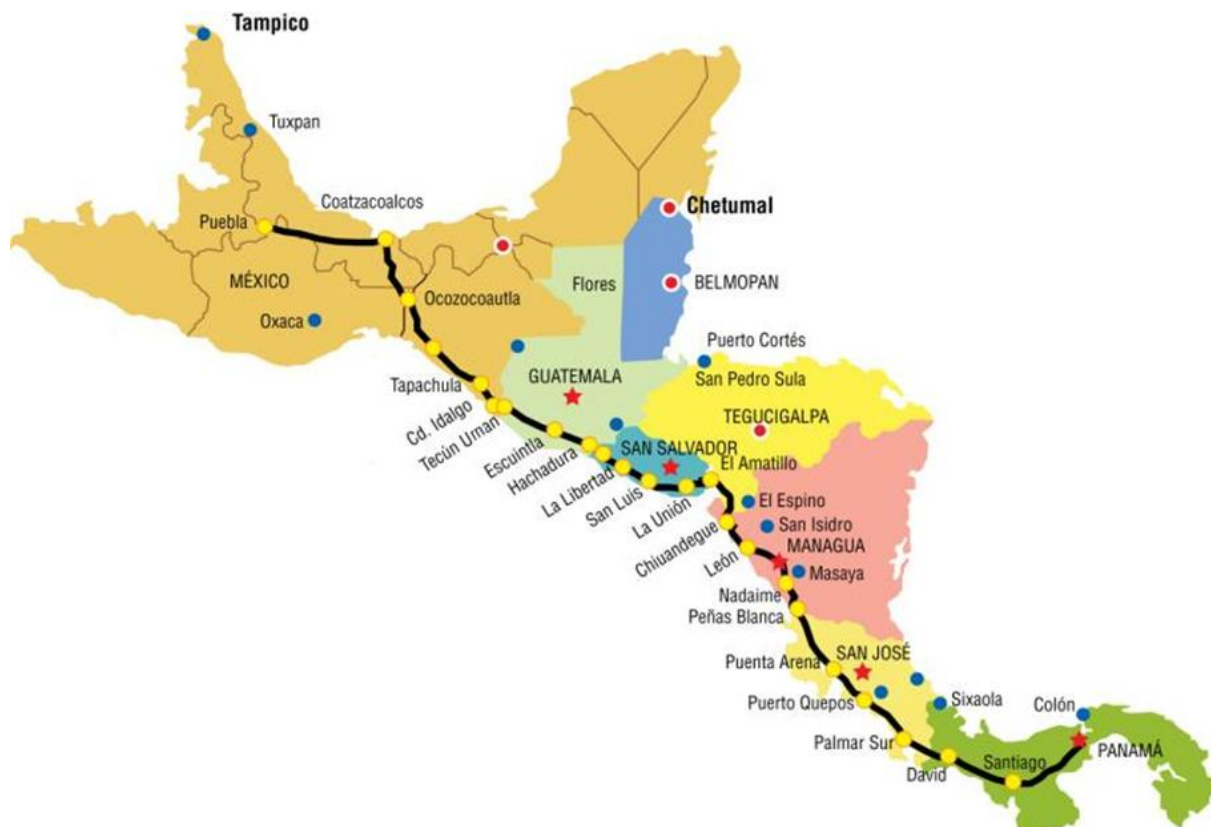 Tampico
Tuxpan
Coatzacoalcos
Puebla
Chetumal
MÉXICO
Flores
BELMOPAN
Ocozocoautla
Oxaca
Puerto Cortés
Tapachula
GUATEMALA
San Pedro Sula
Cd. Idalgo
TEGUCIGALPA
Tecún Urnan
Escuintla
SAN SALVADOR
Hachadura
El Amatillo
La Libertad
San Luis
El Espino
La Unión
San Isidro
Chiuandegue
MANAGUA
León
Masaya
Nadaime
Peñas Blanca
SAN JOSÉ
Puenta Arena
Puerto Quepos
Sixaola
Colón
Palmar Sur
PANAMÁ
Santiago
David